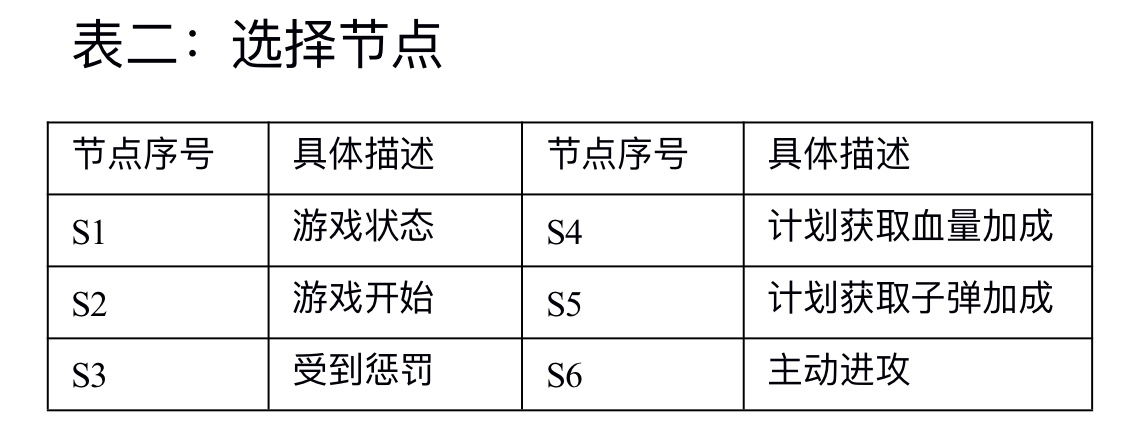 表二：选择节点
节点序号 具体描述 节点序号 具体描述
S1 游戏状态 S4 计划获取血量加成
S2 游戏开始 S5 计划获取子弹加成
S3 受到惩罚 S6 主动进攻